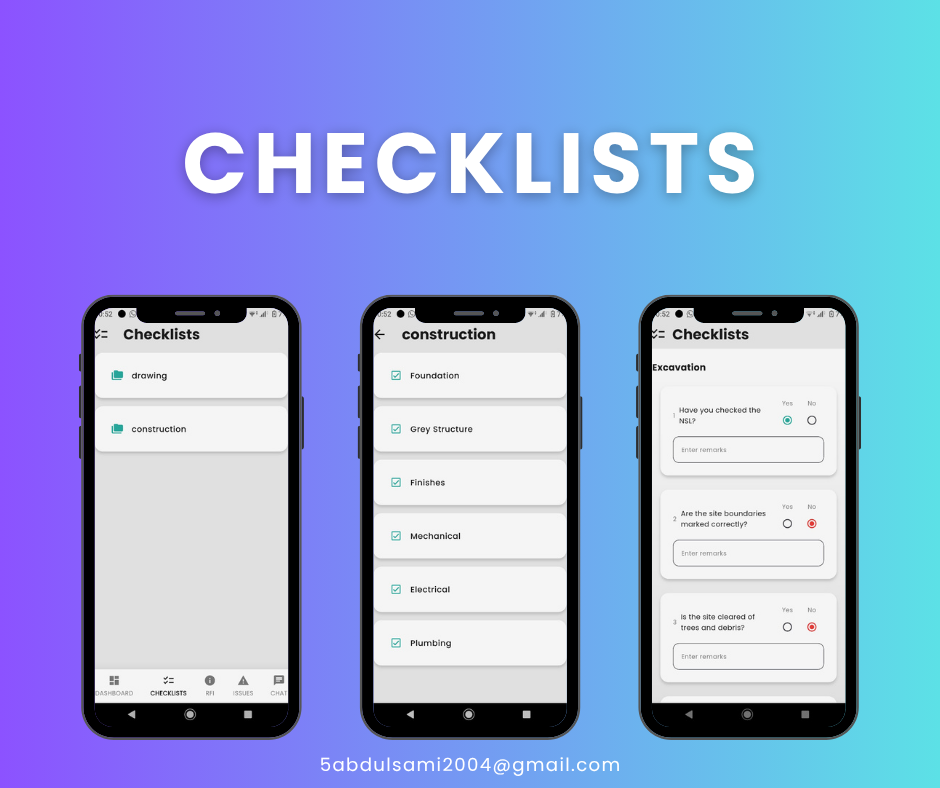 CHECKLISTS
Checklists
drawing
construction
DASHBOARD CHECKLISTS RFI ISSUES CHAT
construction
Foundation
Grey Structure
Finishes
Mechanical
Electrical
Plumbing
Checklists
Excavation
Yes No
1 Have you checked the
NSL?
Enter remarks
Yes No
2 Are the site boundaries
marked correctly?
Enter remarks
Yes No
3 Is the site cleared of
trees and debris?
Enter remarks
5abdulsami2004@gmail.com